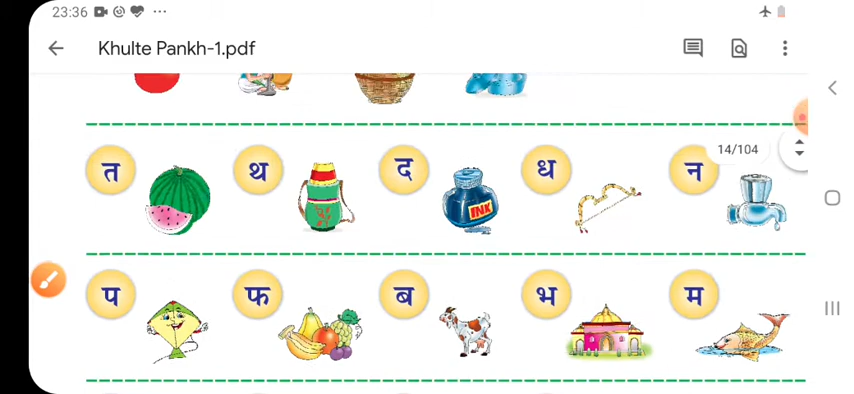 23:36
Khulte Pankh-1.pdf
14/104
त थ द ध न
INK
प फ ब भ म